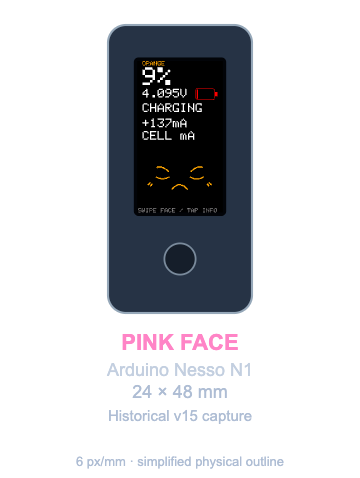 ORANGE
9%
4.095V
CHARGING
+137mA
CELL mA
SWIPE FACE / TAP INFO
PINK FACE
Arduino Nesso N1
24 × 48 mm
Historical v15 capture
6 px/mm · simplified physical outline